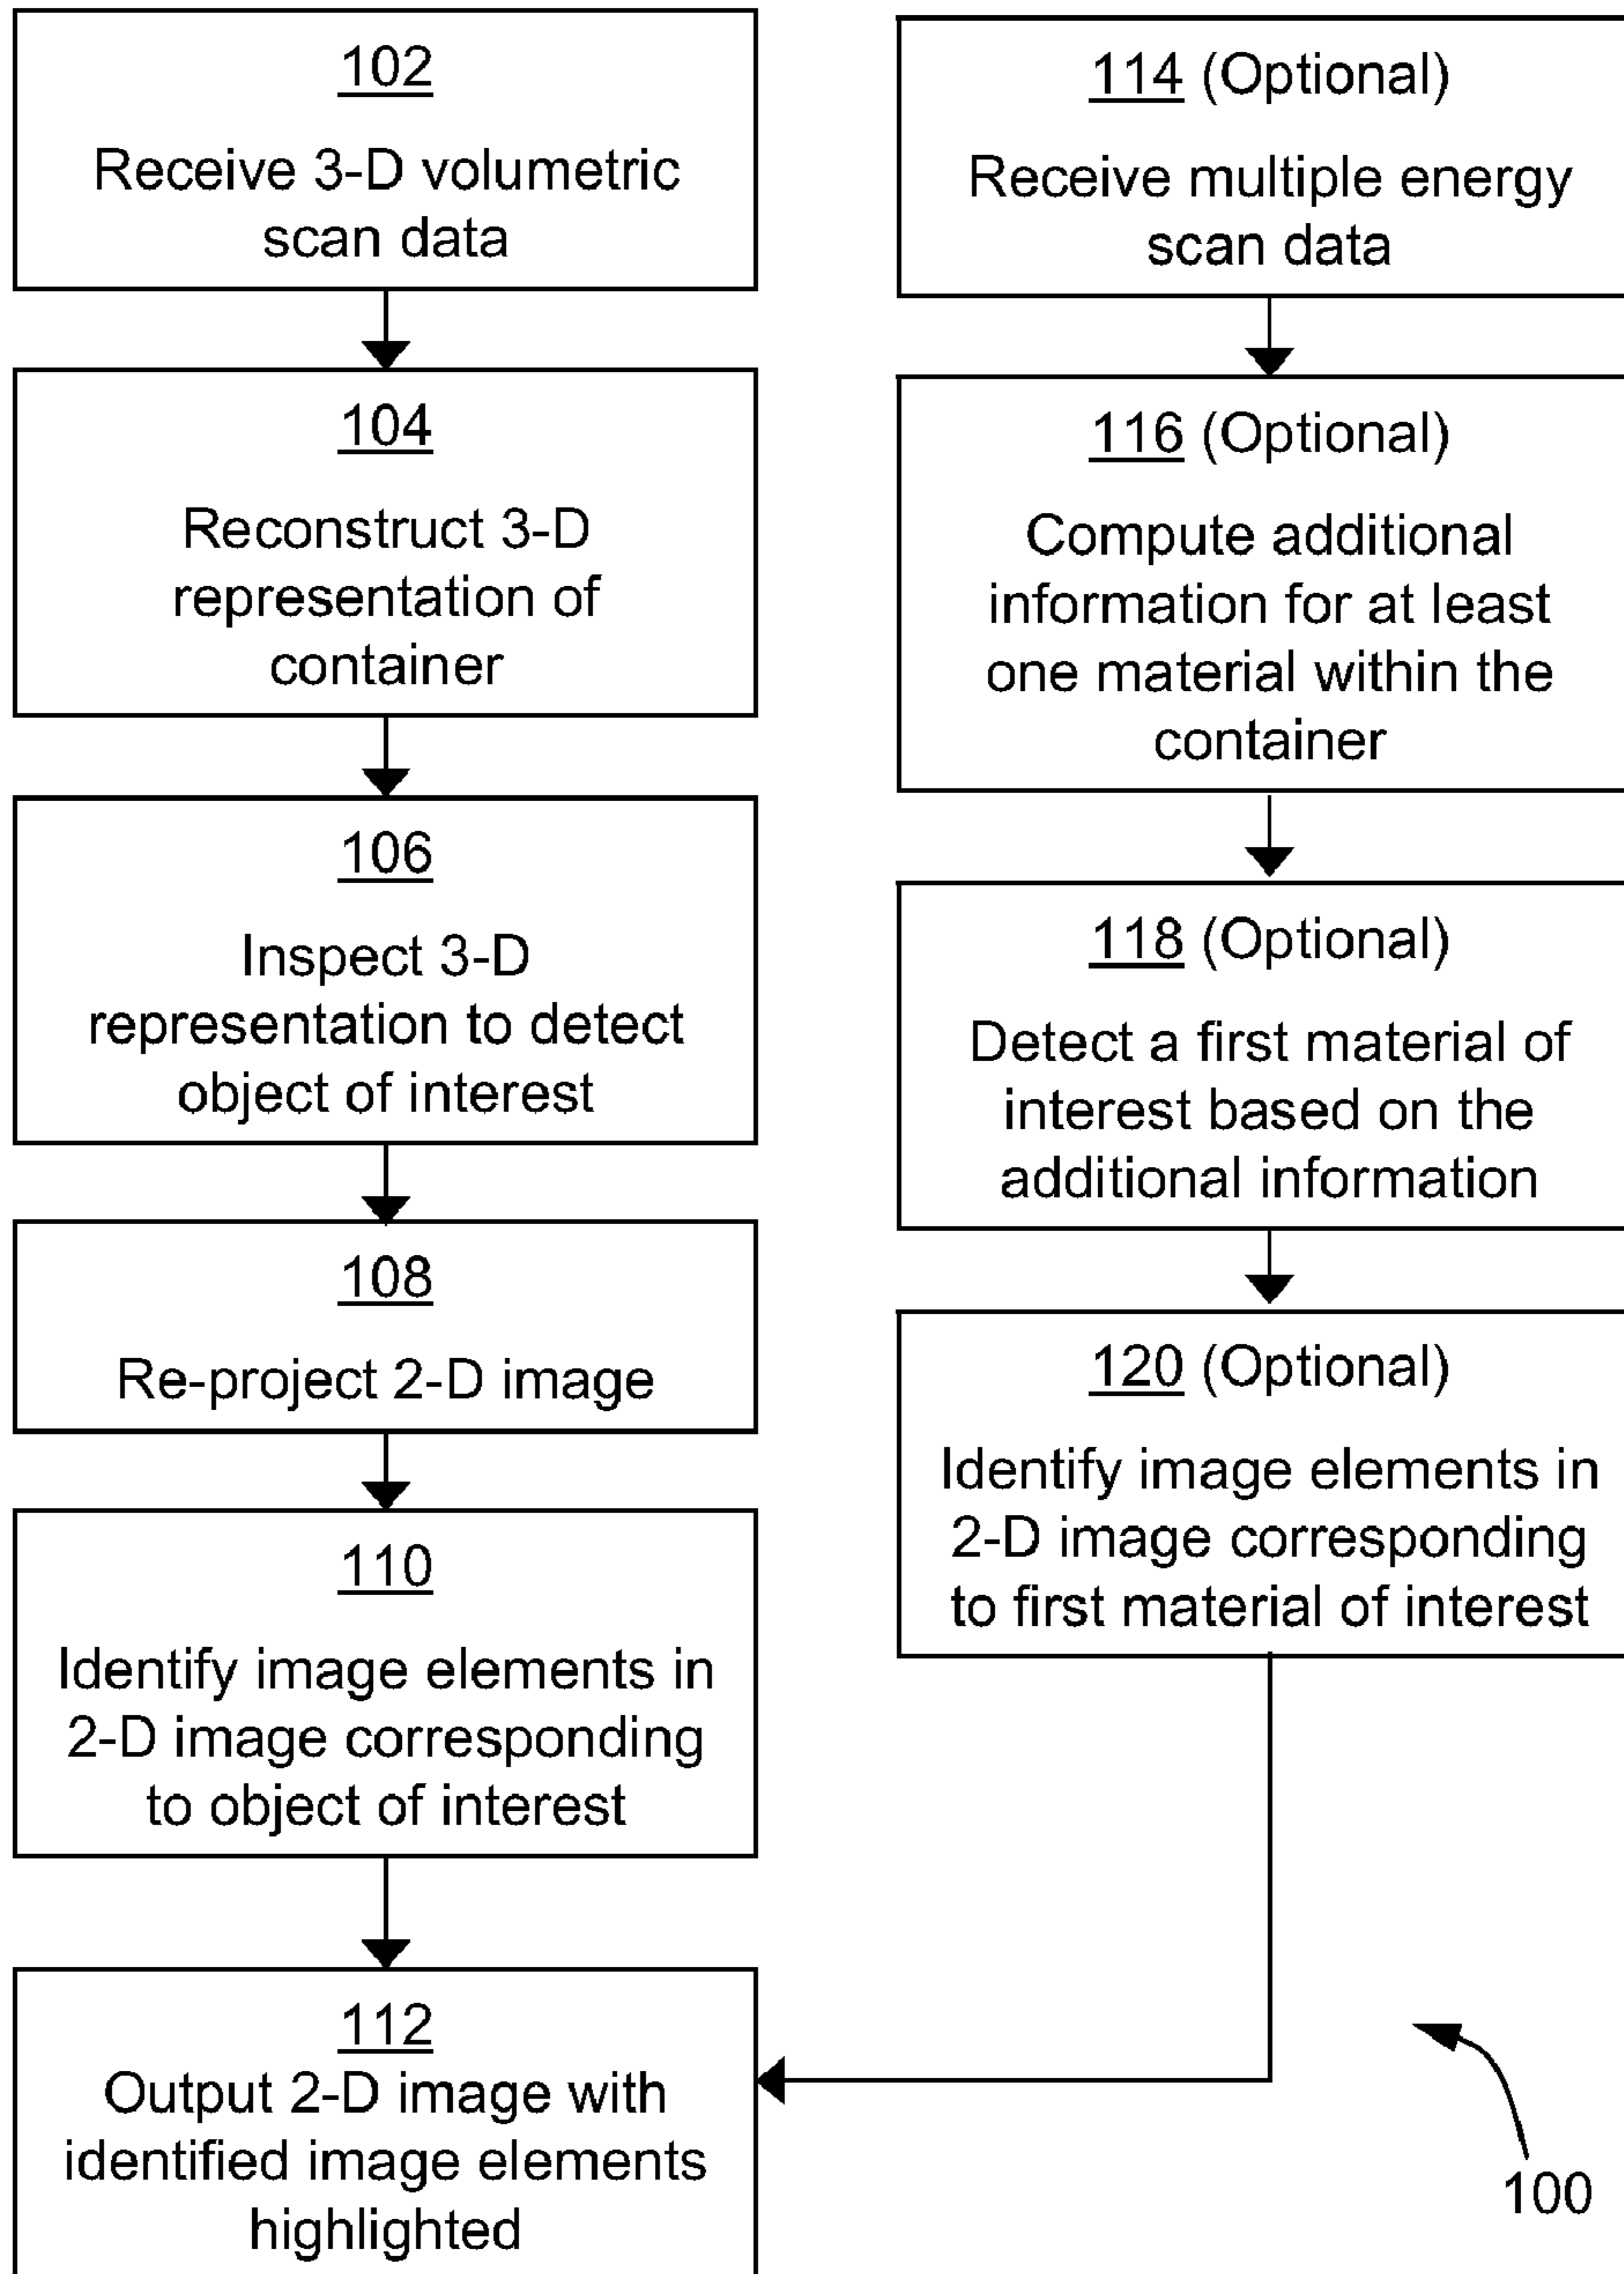 102
Receive 3-D volumetric
scan data
104
Reconstruct 3-D
representation of
container
106
Inspect 3-D
representation to detect
object of interest
108
Re-project 2-D image
110
Identify image elements in
2-D image corresponding
to object of interest
112
Output 2-D image with
identified image elements
highlighted
114 (Optional)
Receive multiple energy
scan data
116 (Optional)
Compute additional
information for at least
one material within the
container
118 (Optional)
Detect a first material of
interest based on the
additional information
120 (Optional)
Identify image elements in
2-D image corresponding
to first material of interest
100